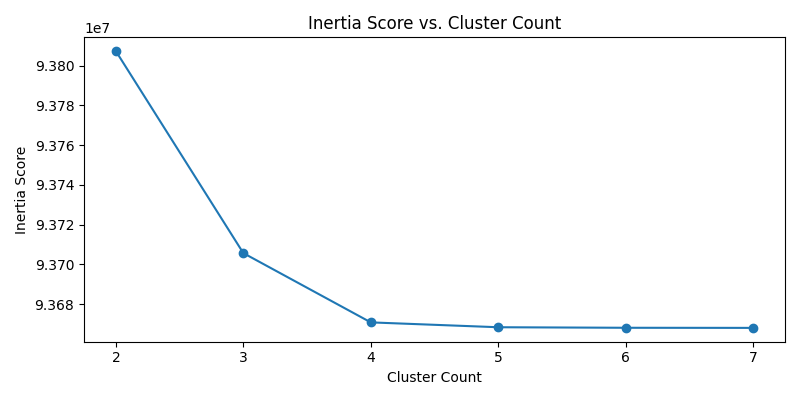 Inertia Score vs. Cluster Count
1e7
9.380
9.378
9.376
9.374
9.372
9.370
9.368
Inertia Score
2 3 4 5 6 7
Cluster Count